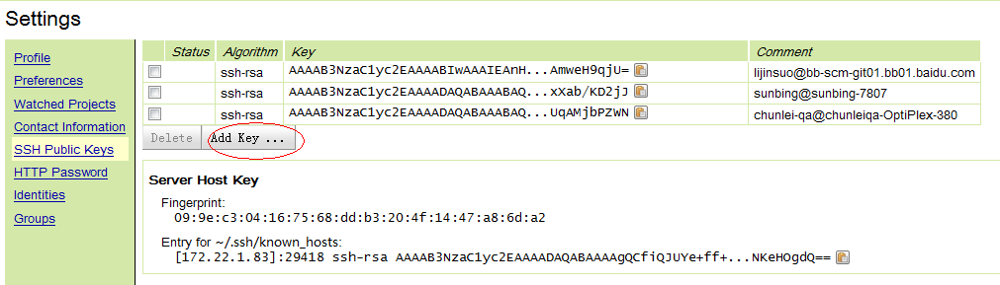 Settings
Profile
Preferences
Watched Projects
Contact Information
SSH Public Keys
HTTP Password
Identities
Groups
Status Algorithm Key Comment
ssh-rsa AAAAB3NzaC1yc2EAAAABIwAAAIEAnH...AmweH9qjU= lijinsuo@bb-scm-git01.bb01.baidu.com
ssh-rsa AAAAB3NzaC1yc2EAAAADAQABAAABAQ...xXab/KD2jJ sunbing@sunbing-7807
ssh-rsa AAAAB3NzaC1yc2EAAAADAQABAAABAQ...UqAMjbPZWN chunlei-qa@chunleiqa-OptiPlex-380
Delete Add Key ...
Server Host Key
Fingerprint:
09:9e:c3:04:16:75:68:dd:b3:20:4f:14:47:a8:6d:a2
Entry for ~/.ssh/known_hosts:
[172.22.1.83]:29418 ssh-rsa AAAAB3NzaC1yc2EAAAADAQABAAAAgQCfiQJUYe+ff+...NKeHOgdQ==